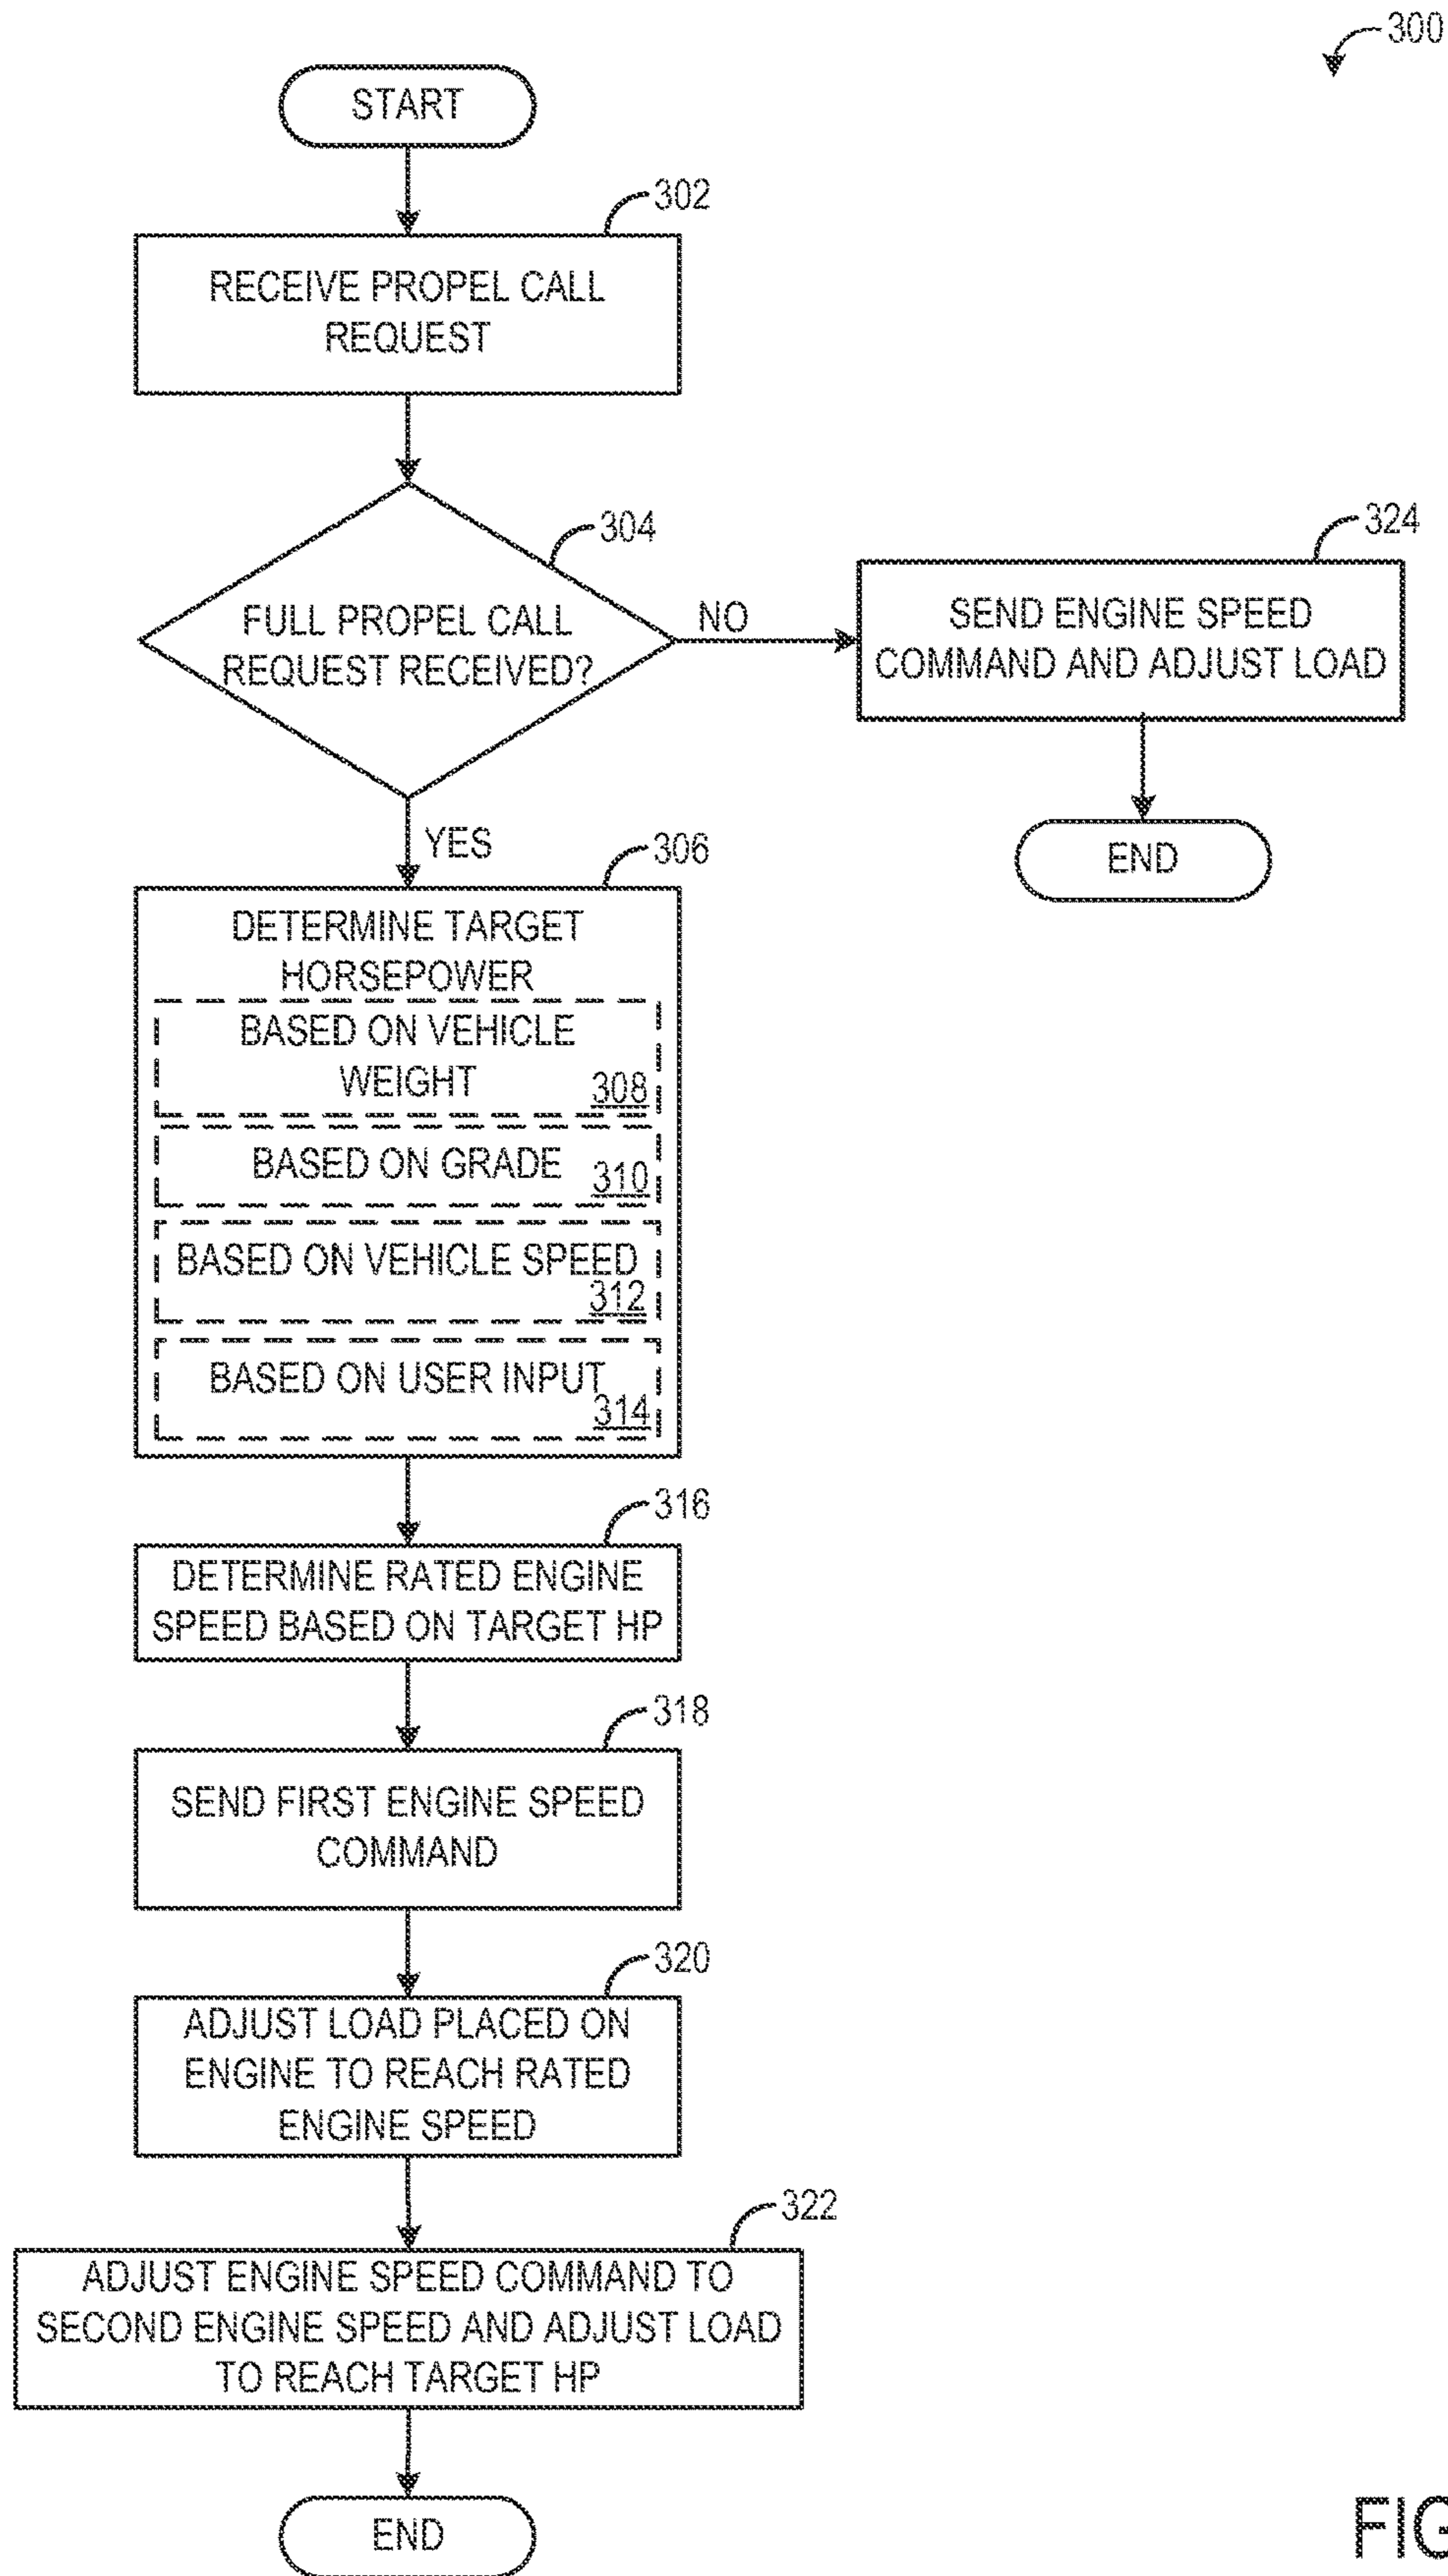 300
START
302
RECEIVE PROPEL CALL
REQUEST
304
FULL PROPEL CALL
REQUEST RECEIVED?
NO
324
SEND ENGINE SPEED
COMMAND AND ADJUST LOAD
END
YES
306
DETERMINE TARGET
HORSEPOWER
BASED ON VEHICLE
WEIGHT
308
BASED ON GRADE
310
BASED ON VEHICLE SPEED
312
BASED ON USER INPUT
314
316
DETERMINE RATED ENGINE
SPEED BASED ON TARGET HP
318
SEND FIRST ENGINE SPEED
COMMAND
320
ADJUST LOAD PLACED ON
ENGINE TO REACH RATED
ENGINE SPEED
322
ADJUST ENGINE SPEED COMMAND TO
SECOND ENGINE SPEED AND ADJUST LOAD
TO REACH TARGET HP
END
FIG